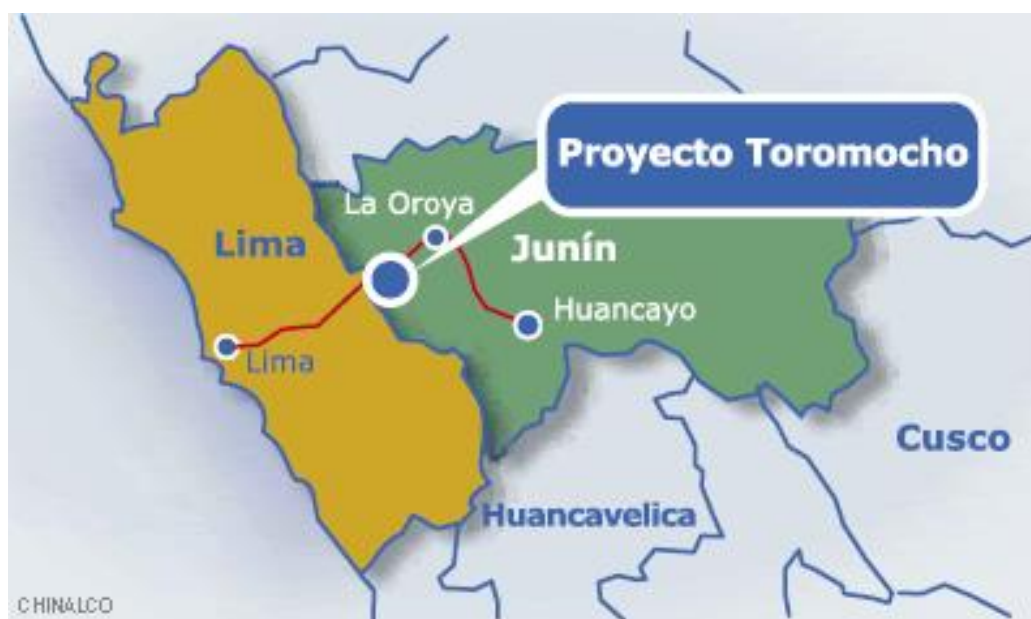 Proyecto Toromocho
La Oroya
Lima
Junín
Huancayo
Lima
Cusco
Huancavelica
CHINALCO